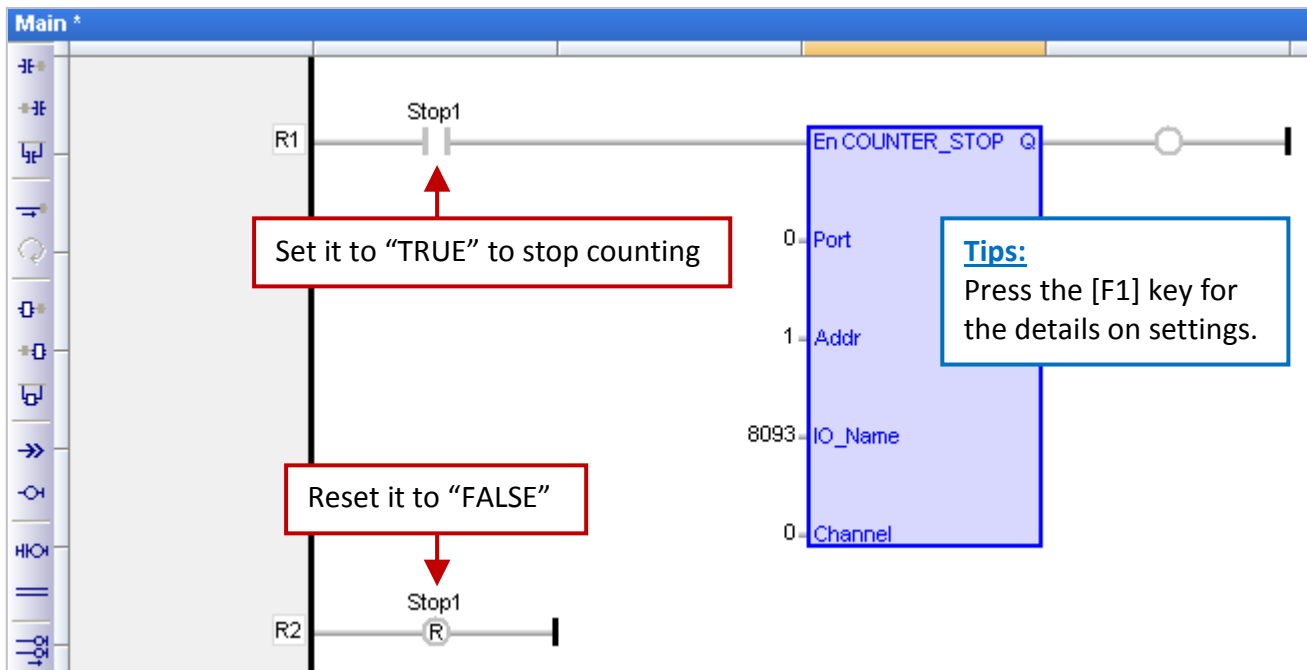 Main *
Stop1
R1
En COUNTER_STOP Q
Set it to “TRUE” to stop counting
0 Port
Tips:
Press the [F1] key for
the details on settings.
1 Addr
8093 IO_Name
Reset it to “FALSE”
0 Channel
Stop1
R2
R